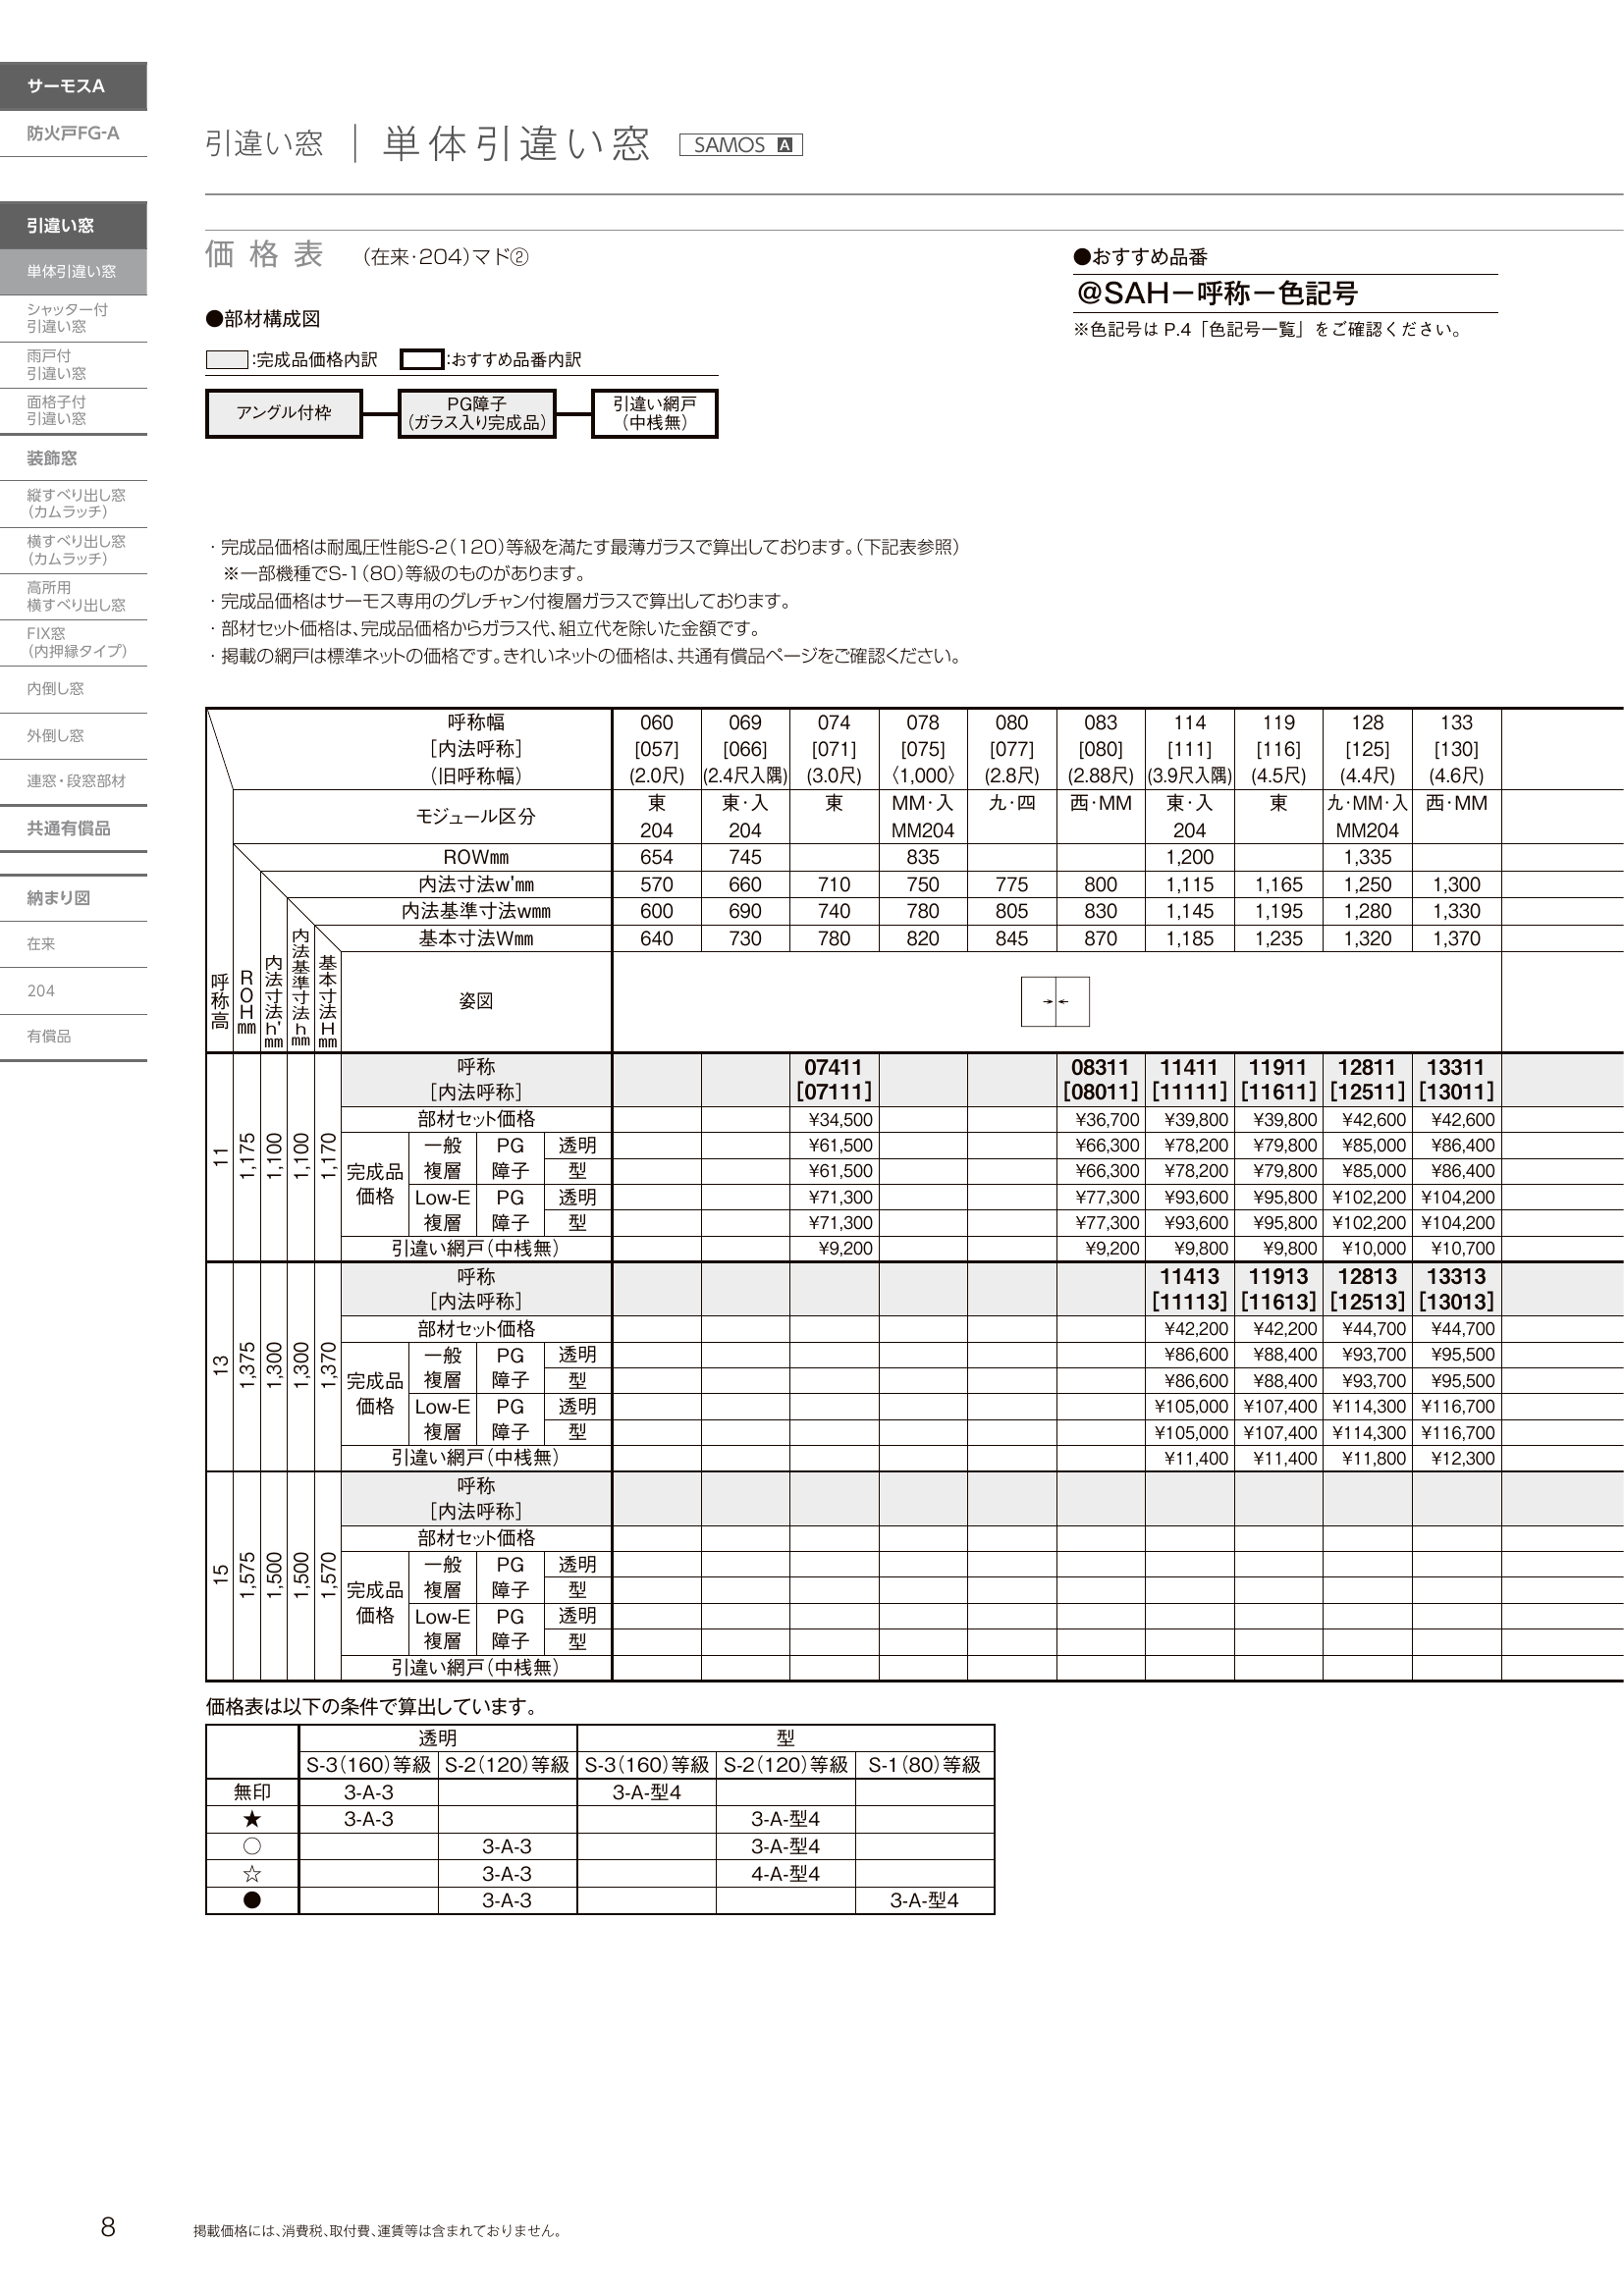 サーモスA
防火戸FG-A
引違い窓
単体引違い窓
シャッター付
引違い窓
雨戸付
引違い窓
面格子付
引違い窓
装飾窓
縦すべり出し窓
（カムラッチ）
横すべり出し窓
（カムラッチ）
高所用
横すべり出し窓
FIX窓
（内押縁タイプ）
内倒し窓
外倒し窓
連窓・段窓部材
共通有償品
納まり図
在来
204
有償品
引違い窓 | 単体引違い窓 SAMOS A
価格表 （在来・204）マド②
●おすすめ品番
@SAH－呼称－色記号
※色記号は P.4「色記号一覧」をご確認ください。
●部材構成図
：完成品価格内訳 ：おすすめ品番内訳
アングル付枠 PG障子（ガラス入り完成品） 引違い網戸（中桟無）
・完成品価格は耐風圧性能S-2（120）等級を満たす最薄ガラスで算出しております。（下記表参照）
※一部機種でS-1（80）等級のものがあります。
・完成品価格はサーモス専用のグレチャン付複層ガラスで算出しております。
・部材セット価格は、完成品価格からガラス代、組立代を除いた金額です。
・掲載の網戸は標準ネットの価格です。きれいネットの価格は、共通有償品ページをご確認ください。
呼称幅 060 069 074 078 080 083 114 119 128 133
［内法呼称］ [057] [066] [071] [075] [077] [080] [111] [116] [125] [130]
（旧呼称幅） (2.0尺) (2.4尺入隅) (3.0尺) 〈1,000〉 (2.8尺) (2.88尺) (3.9尺入隅) (4.5尺) (4.4尺) (4.6尺)
モジュール区分 東 東・入 東 MM・入 九・四 西・MM 東・入 東 九・MM・入 西・MM
204 204 MM204 204 MM204
ROW㎜ 654 745 835 1,200 1,335
内法寸法w'㎜ 570 660 710 750 775 800 1,115 1,165 1,250 1,300
内法基準寸法w㎜ 600 690 740 780 805 830 1,145 1,195 1,280 1,330
基本寸法W㎜ 640 730 780 820 845 870 1,185 1,235 1,320 1,370
呼称高 ROH㎜ 内法寸法h'㎜ 内法基準寸法h㎜ 基本寸法H㎜ 姿図
11 1,175 1,100 1,100 1,170
呼称 07411 08311 11411 11911 12811 13311
［内法呼称］ [07111] [08011] [11111] [11611] [12511] [13011]
部材セット価格 ¥34,500 ¥36,700 ¥39,800 ¥39,800 ¥42,600 ¥42,600
完成品価格 一般複層 PG障子 透明 ¥61,500 ¥66,300 ¥78,200 ¥79,800 ¥85,000 ¥86,400
型 ¥61,500 ¥66,300 ¥78,200 ¥79,800 ¥85,000 ¥86,400
Low-E複層 PG障子 透明 ¥71,300 ¥77,300 ¥93,600 ¥95,800 ¥102,200 ¥104,200
型 ¥71,300 ¥77,300 ¥93,600 ¥95,800 ¥102,200 ¥104,200
引違い網戸（中桟無） ¥9,200 ¥9,200 ¥9,800 ¥9,800 ¥10,000 ¥10,700
13 1,375 1,300 1,300 1,370
呼称 11413 11913 12813 13313
［内法呼称］ [11113] [11613] [12513] [13013]
部材セット価格 ¥42,200 ¥42,200 ¥44,700 ¥44,700
完成品価格 一般複層 PG障子 透明 ¥86,600 ¥88,400 ¥93,700 ¥95,500
型 ¥86,600 ¥88,400 ¥93,700 ¥95,500
Low-E複層 PG障子 透明 ¥105,000 ¥107,400 ¥114,300 ¥116,700
型 ¥105,000 ¥107,400 ¥114,300 ¥116,700
引違い網戸（中桟無） ¥11,400 ¥11,400 ¥11,800 ¥12,300
15 1,575 1,500 1,500 1,570
呼称
［内法呼称］
部材セット価格
完成品価格 一般複層 PG障子 透明
型
Low-E複層 PG障子 透明
型
引違い網戸（中桟無）
価格表は以下の条件で算出しています。
透明 型
S-3（160）等級 S-2（120）等級 S-3（160）等級 S-2（120）等級 S-1（80）等級
無印 3-A-3 3-A-型4
★ 3-A-3 3-A-型4
○ 3-A-3 3-A-型4
☆ 3-A-3 4-A-型4
● 3-A-3 3-A-型4
8
掲載価格には、消費税、取付費、運賃等は含まれておりません。